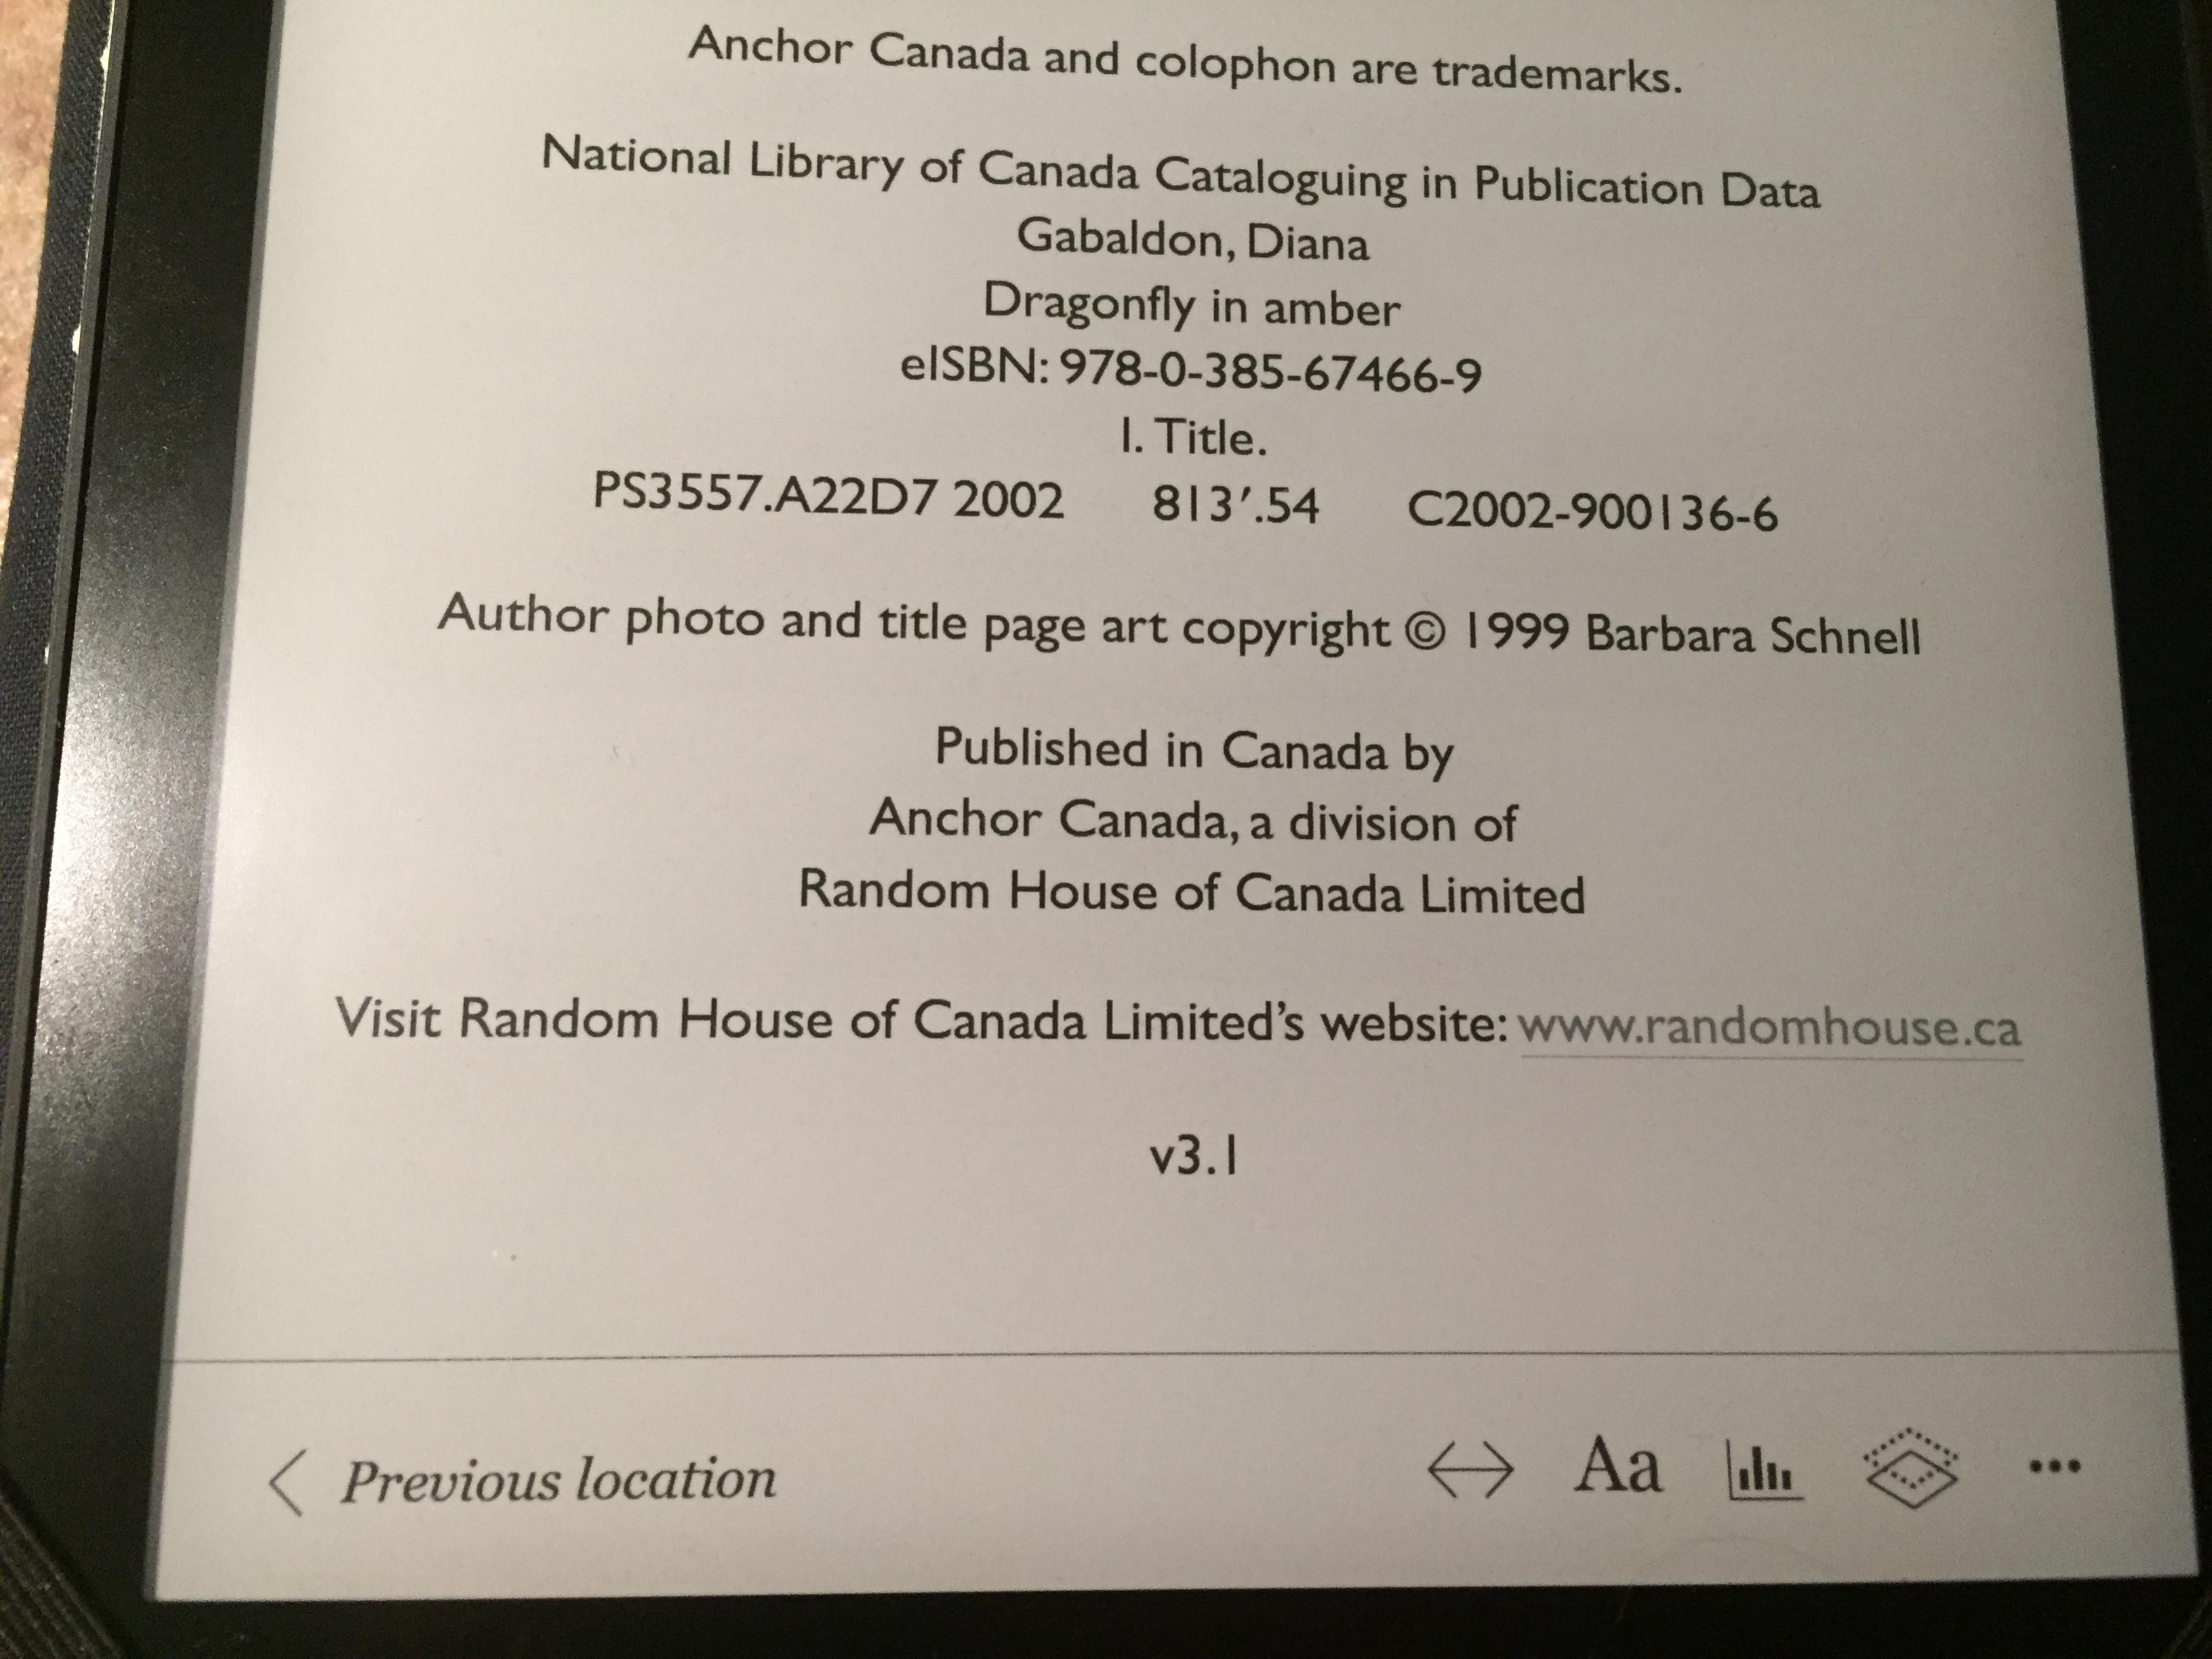 Anchor Canada and colophon are trademarks.
National Library of Canada Cataloguing in Publication Data
Gabaldon, Diana
Dragonfly in amber
eISBN: 978-0-385-67466-9
I. Title.
PS3557.A22D7 2002 813′.54 C2002-900136-6
Author photo and title page art copyright © 1999 Barbara Schnell
Published in Canada by
Anchor Canada, a division of
Random House of Canada Limited
Visit Random House of Canada Limited’s website: www.randomhouse.ca
v3.1
Previous location Aa